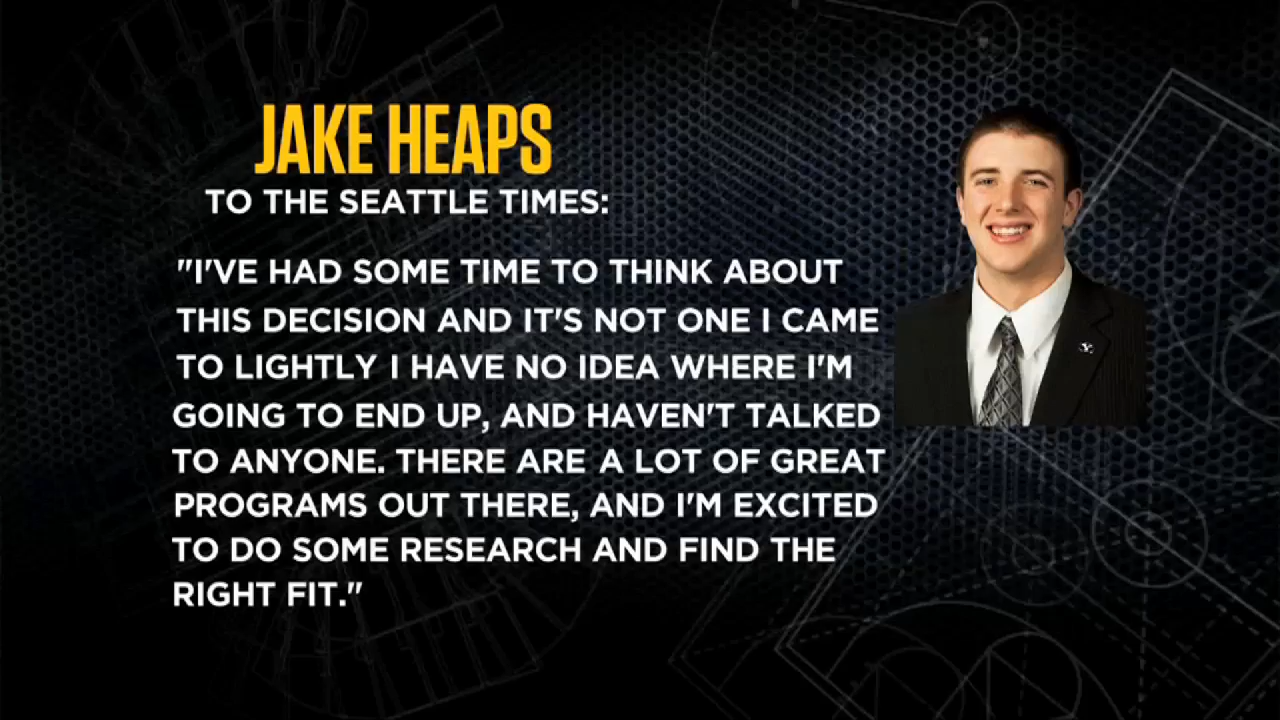 JAKE HEAPS
TO THE SEATTLE TIMES:
"I'VE HAD SOME TIME TO THINK ABOUT
THIS DECISION AND IT'S NOT ONE I CAME
TO LIGHTLY I HAVE NO IDEA WHERE I'M
GOING TO END UP, AND HAVEN'T TALKED
TO ANYONE. THERE ARE A LOT OF GREAT
PROGRAMS OUT THERE, AND I'M EXCITED
TO DO SOME RESEARCH AND FIND THE
RIGHT FIT."
Y